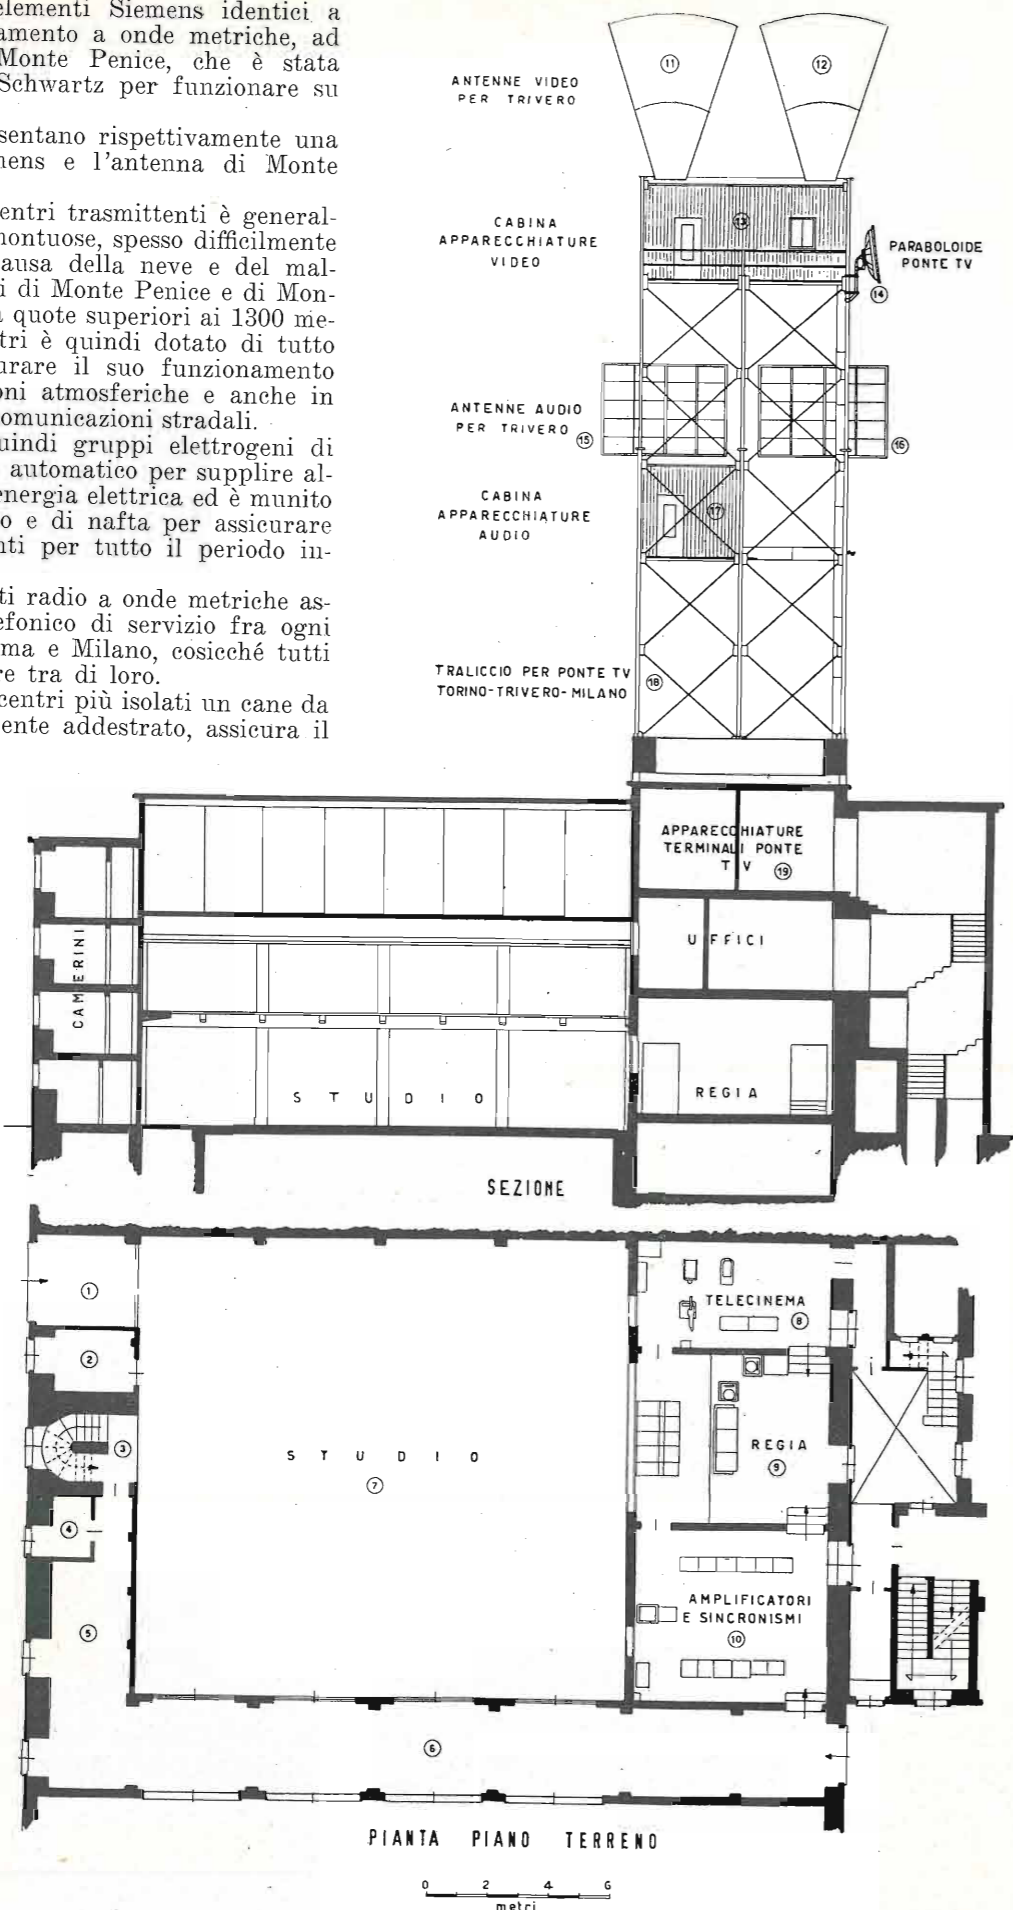 elementi Siemens identici a
amento a onde metriche, ad
Monte Penice, che è stata
Schwartz per funzionare su
sentano rispettivamente una
mens e l'antenna di Monte
entri trasmittenti è general-
montuose, spesso difficilmente
ausa della neve e del mal-
i di Monte Penice e di Mon-
a quote superiori ai 1300 me-
tri è quindi dotato di tutto
urare il suo funzionamento
oni atmosferiche e anche in
comunicazioni stradali.
uindi gruppi elettrogeni di
automatico per supplire al-
energia elettrica ed è munito
o e di nafta per assicurare
nti per tutto il periodo in-
ti radio a onde metriche as-
efonico di servizio fra ogni
ma e Milano, cosicché tutti
re tra di loro.
centri più isolati un cane da
ente addestrato, assicura il
ANTENNE VIDEO
PER TRIVERO
11
12
CABINA
APPARECCHIATURE
VIDEO
13
PARABOLOIDE
PONTE TV
14
ANTENNE AUDIO
PER TRIVERO
15
16
CABINA
APPARECCHIATURE
AUDIO
17
TRALICCIO PER PONTE TV
TORINO-TRIVERO-MILANO
18
APPARECCHIATURE
TERMINALI PONTE
TV 19
UFFICI
CAMERINI
STUDIO
REGIA
SEZIONE
1
2
3
4
5
6
STUDIO
7
TELECINEMA
8
REGIA
9
AMPLIFICATORI
E SINCRONISMI
10
PIANTA PIANO TERRENO
0 2 4 6
metri